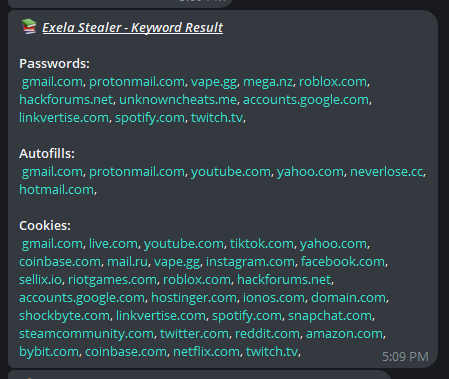 📚 Exela Stealer - Keyword Result
Passwords:
gmail.com, protonmail.com, vape.gg, mega.nz, roblox.com,
hackforums.net, unknowncheats.me, accounts.google.com,
linkvertise.com, spotify.com, twitch.tv,
Autofills:
gmail.com, protonmail.com, youtube.com, yahoo.com, neverlose.cc,
hotmail.com,
Cookies:
gmail.com, live.com, youtube.com, tiktok.com, yahoo.com,
coinbase.com, mail.ru, vape.gg, instagram.com, facebook.com,
sellix.io, riotgames.com, roblox.com, hackforums.net,
accounts.google.com, hostinger.com, ionos.com, domain.com,
shockbyte.com, linkvertise.com, spotify.com, snapchat.com,
steamcommunity.com, twitter.com, reddit.com, amazon.com,
bybit.com, coinbase.com, netflix.com, twitch.tv,
5:09 PM